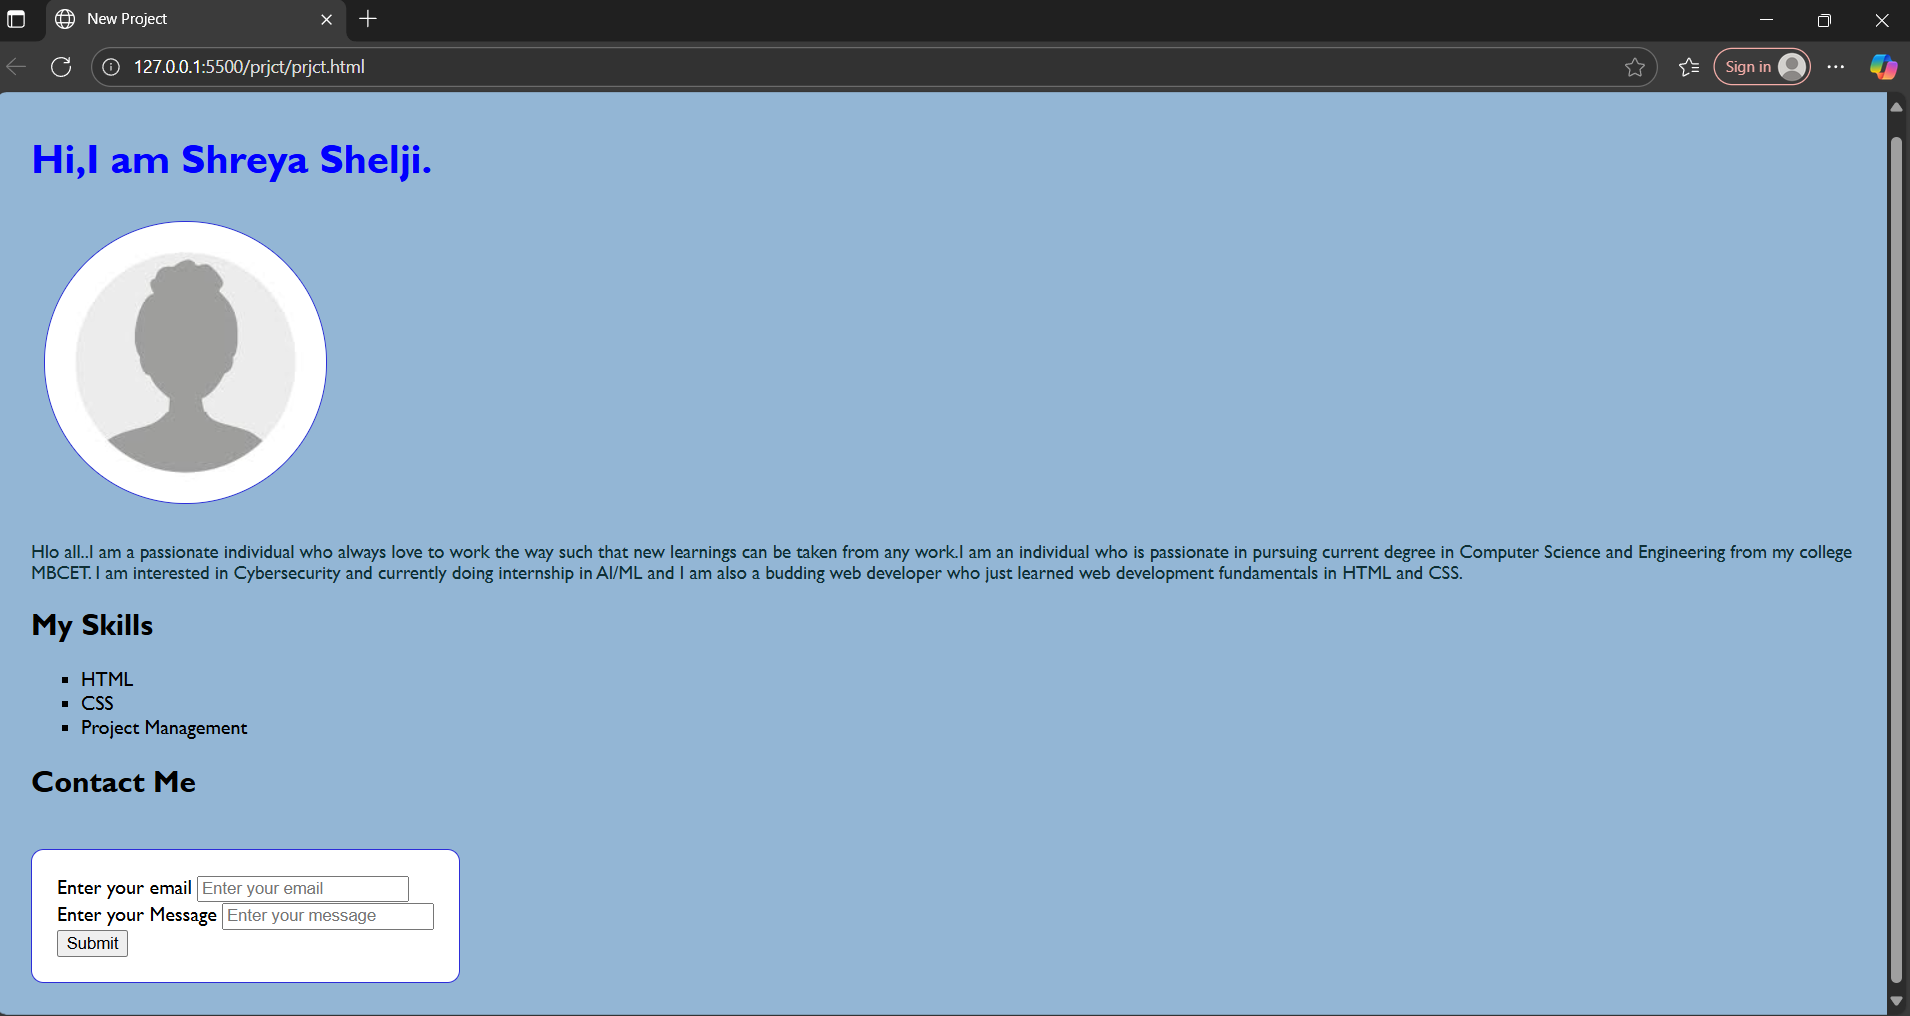 New Project
127.0.0.1:5500/prjct/prjct.html
Sign in
Hi,I am Shreya Shelji.
Hlo all..I am a passionate individual who always love to work the way such that new learnings can be taken from any work.I am an individual who is passionate in pursuing current degree in Computer Science and Engineering from my college
MBCET. I am interested in Cybersecurity and currently doing internship in AI/ML and I am also a budding web developer who just learned web development fundamentals in HTML and CSS.
My Skills
HTML
CSS
Project Management
Contact Me
Enter your email Enter your email
Enter your Message Enter your message
Submit